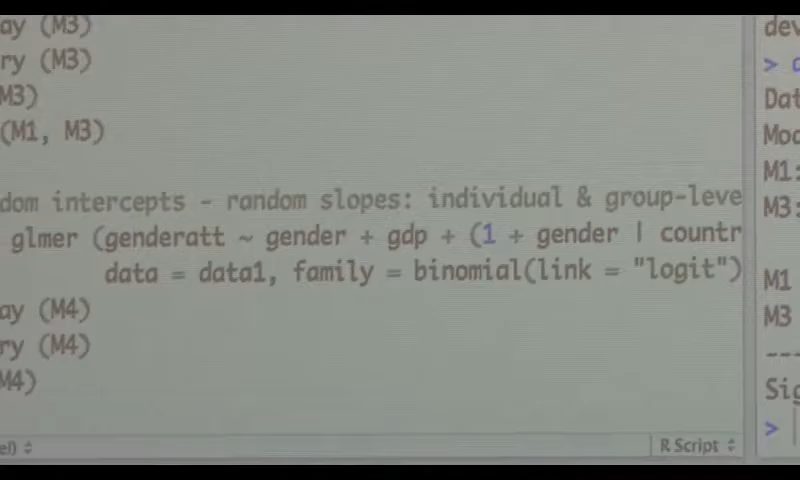 ay (M3)
ry (M3)
M3)
(M1, M3)
dom intercepts - random slopes: individual & group-leve
glmer (genderatt ~ gender + gdp + (1 + gender | countr
data = data1, family = binomial(link = "logit")
ay (M4)
ry (M4)
M4)
el)
R Script
dev
>
Dat
Mod
M1:
M3:
M1
M3
---
Sig
>